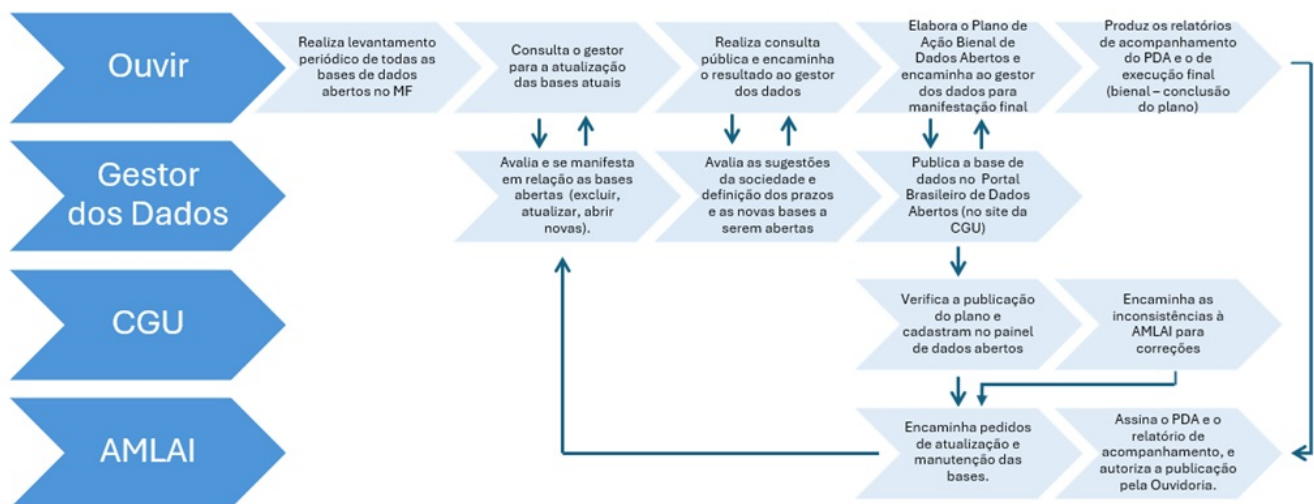 Ouvir
Realiza levantamento
periódico de todas as
bases de dados
abertos no MF
Consulta o gestor
para a atualização
das bases atuais
Realiza consulta
pública e encaminha
o resultado ao gestor
dos dados
Elabora o Plano de
Ação Bienal de
Dados Abertos e
encaminha ao gestor
dos dados para
manifestação final
Produz os relatórios
de acompanhamento
do PDA e o de
execução final
(bienal – conclusão
do plano)
Gestor
dos Dados
Avalia e se manifesta
em relação as bases
abertas (excluir,
atualizar, abrir
novas).
Avalia as sugestões
da sociedade e
definição dos prazos
e as novas bases a
serem abertas
Publica a base de
dados no Portal
Brasileiro de Dados
Abertos (no site da
CGU)
CGU
Verifica a publicação
do plano e
cadastram no painel
de dados abertos
Encaminha as
inconsistências à
AMLAI para
correções
AMLAI
Encaminha pedidos
de atualização e
manutenção das
bases.
Assina o PDA e o
relatório de
acompanhamento, e
autoriza a publicação
pela Ouvidoria.